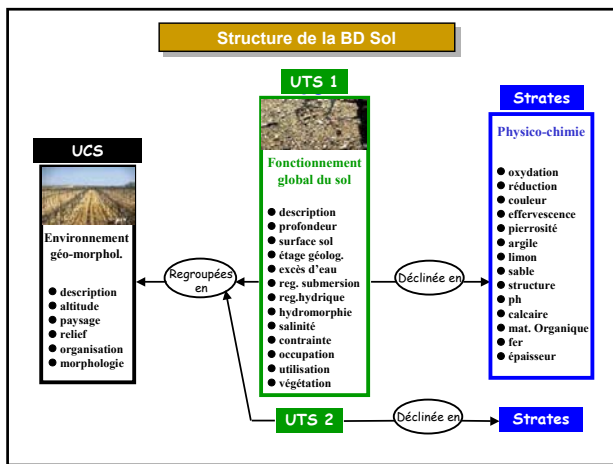 Structure de la BD Sol
UCS
Environnement
géo-morphol.
● description
● altitude
● paysage
● relief
● organisation
● morphologie
Regroupées
en
UTS 1
Fonctionnement
global du sol
● description
● profondeur
● surface sol
● étage géolog.
● excès d'eau
● reg. submersion
● reg.hydrique
● hydromorphie
● salinité
● contrainte
● occupation
● utilisation
● végétation
Déclinée en
Strates
Physico-chimie
● oxydation
● réduction
● couleur
● effervescence
● pierrosité
● argile
● limon
● sable
● structure
● ph
● calcaire
● mat. Organique
● fer
● épaisseur
UTS 2
Déclinée en
Strates